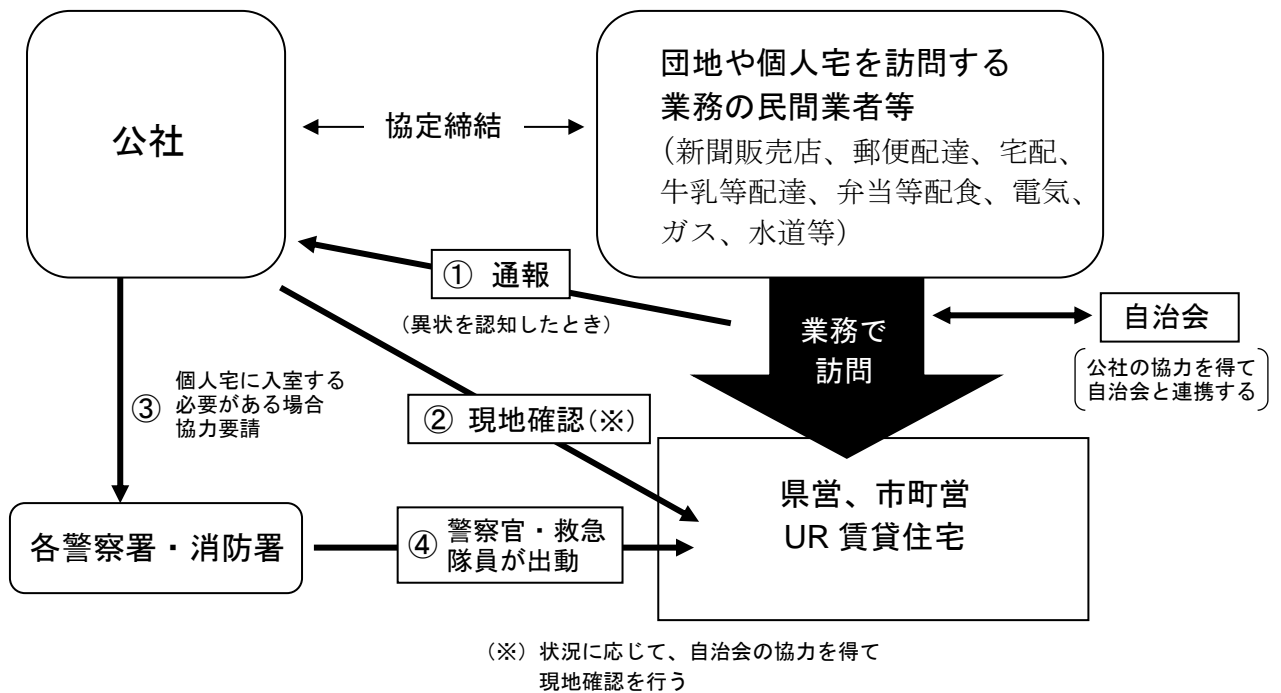 公社
協定締結
団地や個人宅を訪問する
業務の民間業者等
(新聞販売店、郵便配達、宅配、
牛乳等配達、弁当等配食、電気、
ガス、水道等)
① 通報
(異状を認知したとき)
業務で
訪問
自治会
公社の協力を得て
自治会と連携する
③ 個人宅に入室する
必要がある場合
協力要請
② 現地確認(※)
県営、市町営
UR 賃貸住宅
各警察署・消防署
④ 警察官・救急
隊員が出動
(※) 状況に応じて、自治会の協力を得て
現地確認を行う